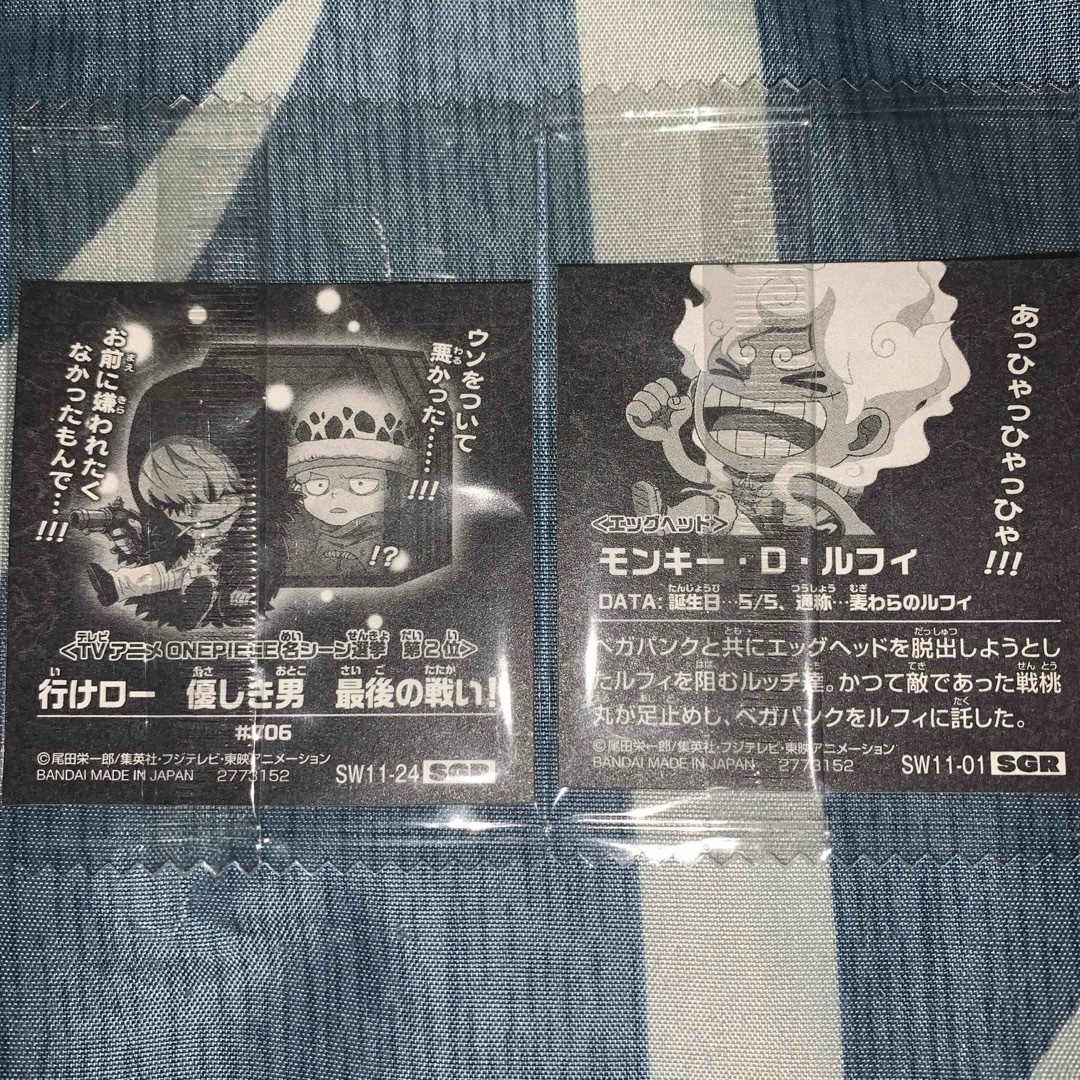 ウソをついて
悪かった……!!!
お前に嫌われたく
なかったもんで…!!!
!?
<TVアニメONEPIECE名シーン選挙 第2位>
行けロー 優しき男 最後の戦い!
#706
©尾田栄一郎/集英社・フジテレビ・東映アニメーション
BANDAI MADE IN JAPAN 2773152 SW11-24 SGR
あっひゃっひゃっひゃ!!!
<エッグヘッド>
モンキー・D・ルフィ
DATA:誕生日…5/5、通称…麦わらのルフィ
ベガパンクと共にエッグヘッドを脱出しようとし
たルフィを阻むルッチ達。かつて敵であった戦桃
丸が足止めし、ベガパンクをルフィに託した。
©尾田栄一郎/集英社・フジテレビ・東映アニメーション
BANDAI MADE IN JAPAN 2773152 SW11-01 SGR